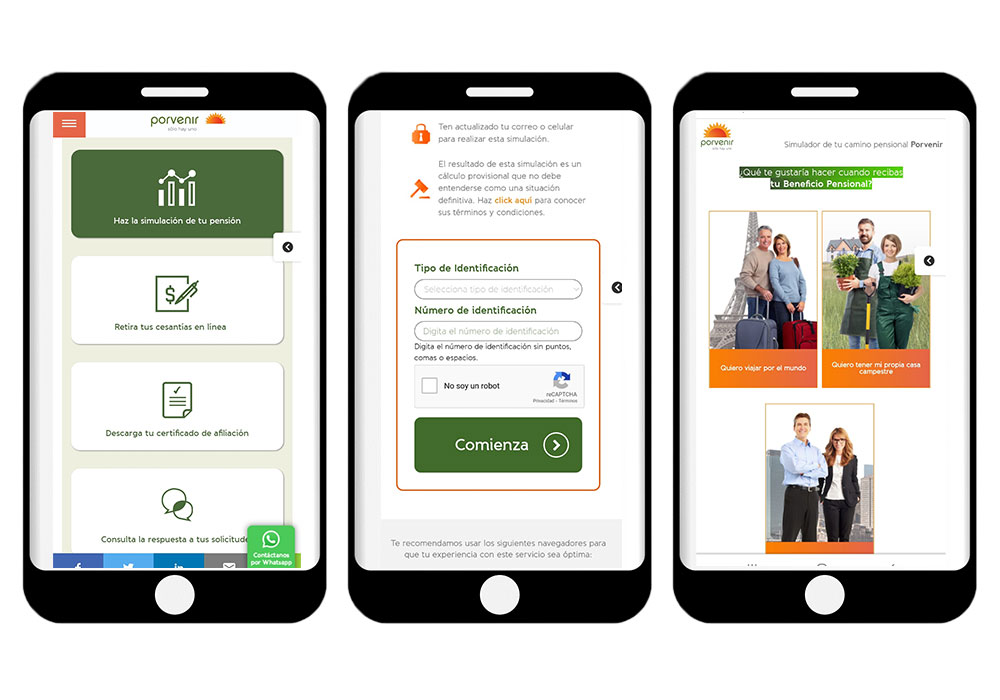 porvenir
sólo hay uno
Haz la simulación de tu pensión
Retira tus cesantías en línea
Descarga tu certificado de afiliación
Consulta la respuesta a tus solicitude
Contáctanos
por Whatsapp
Ten actualizado tu correo o celular
para realizar esta simulación.
El resultado de esta simulación es un
cálculo provisional que no debe
entenderse como una situación
definitiva. Haz click aquí para conocer
sus términos y condiciones.
Tipo de Identificación
Selecciona tipo de identificación
Número de identificación
Digita el número de identificación
Digita el número de identificación sin puntos,
comas o espacios.
No soy un robot
reCAPTCHA
Privacidad - Términos
Comienza
Te recomendamos usar los siguientes navegadores para
que tu experiencia con este servicio sea óptima:
porvenir
sólo hay uno
Simulador de tu camino pensional Porvenir
¿Qué te gustaría hacer cuando recibas
tu Beneficio Pensional?
Quiero viajar por el mundo
Quiero tener mi propia casa
campestre